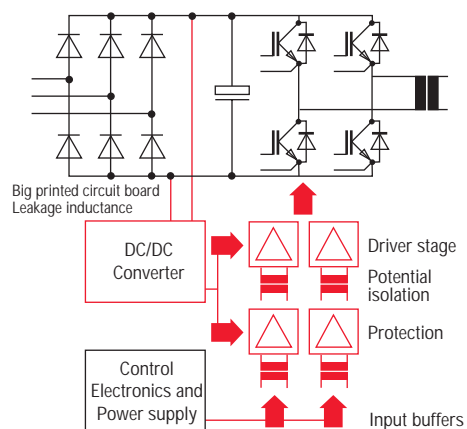 Big printed circuit board
Leakage inductance
DC/DC
Converter
Driver stage
Potential
isolation
Protection
Control
Electronics and
Power supply
Input buffers